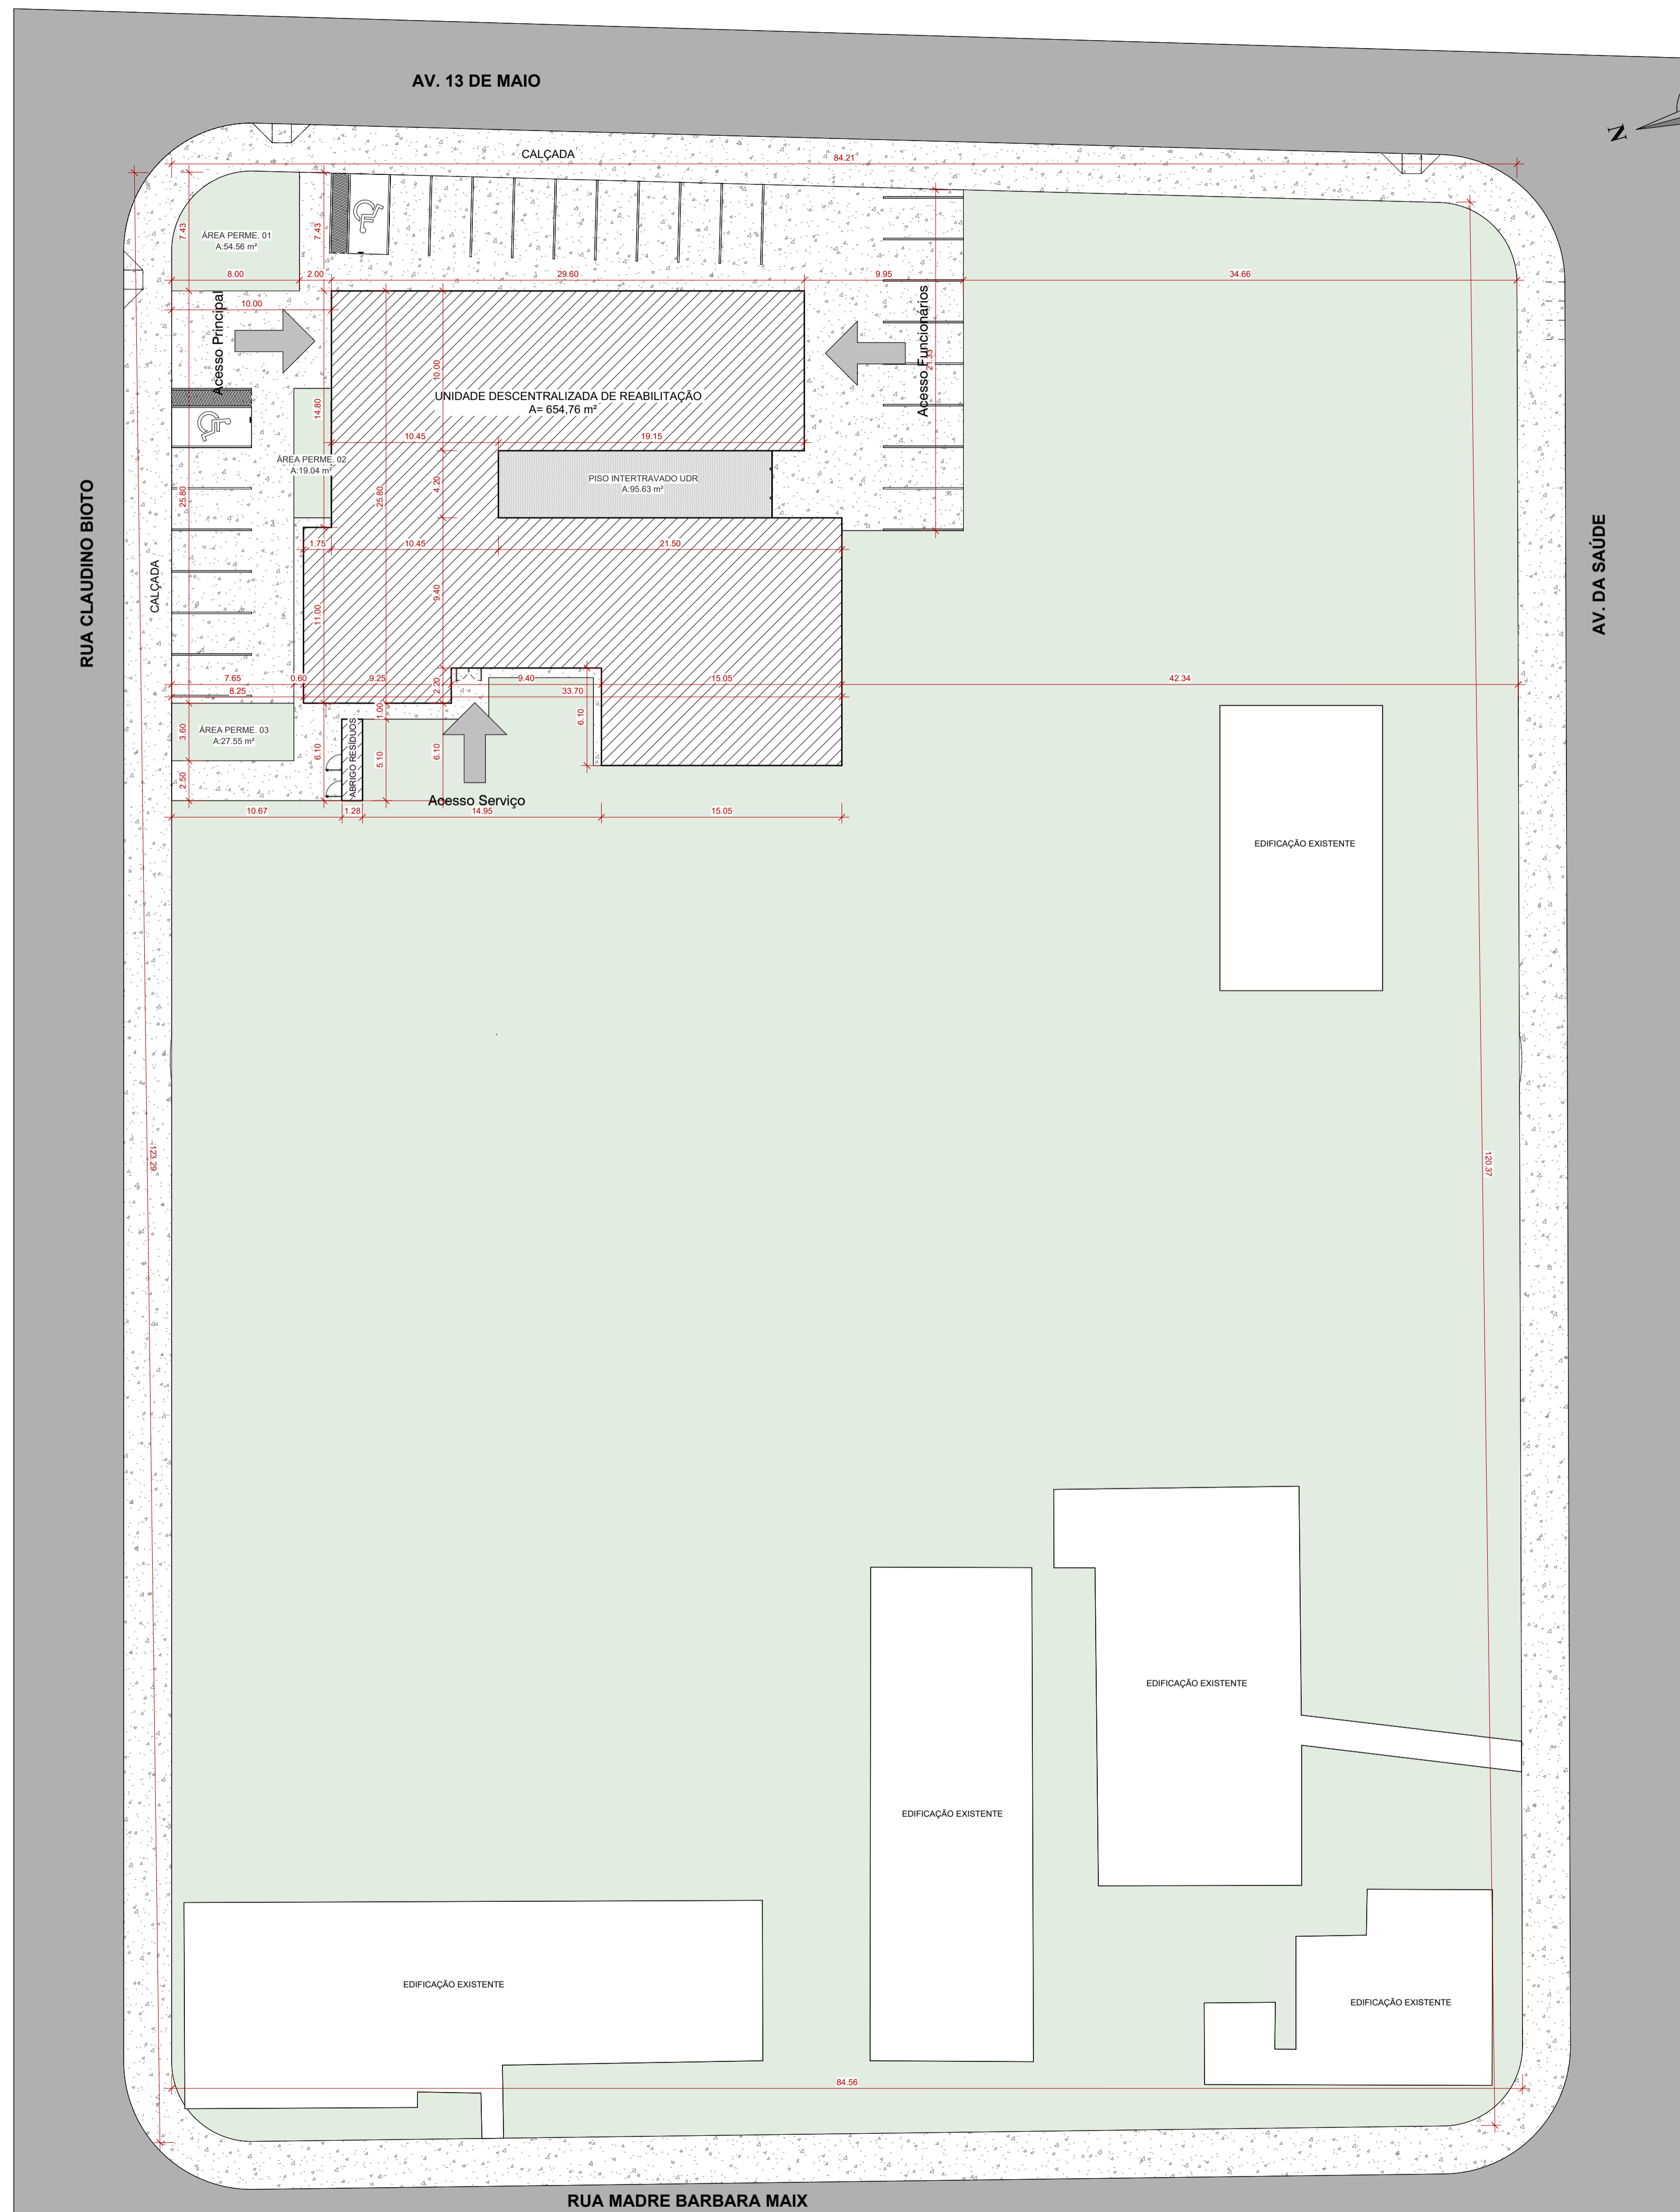 AV. 13 DE MAIO
N
CALÇADA
84.21
7.43
7.43
ÁREA PERME. 01
A:54.56 m²
8.00
2.00
29.60
9.95
34.66
10.00
Acesso Principal
Acesso Funcionários
21.33
10.00
UNIDADE DESCENTRALIZADA DE REABILITAÇÃO
A= 654,76 m²
14.80
10.45
19.15
ÁREA PERME. 02
A:19.04 m²
PISO INTERTRAVADO UDR
A:95.63 m²
4.20
25.80
25.80
RUA CLAUDINO BIOTO
CALÇADA
AV. DA SAÚDE
1.75
10.45
21.50
9.40
11.00
7.65
0.60
9.25
2.20
9.40
15.05
42.34
8.25
33.70
1.00
6.10
3.60
ÁREA PERME. 03
A:27.55 m²
6.10
ABRIGO RESÍDUOS
5.10
6.10
2.50
Acesso Serviço
10.67
1.28
14.95
15.05
EDIFICAÇÃO EXISTENTE
123.29
120.37
EDIFICAÇÃO EXISTENTE
EDIFICAÇÃO EXISTENTE
EDIFICAÇÃO EXISTENTE
EDIFICAÇÃO EXISTENTE
84.56
RUA MADRE BARBARA MAIX